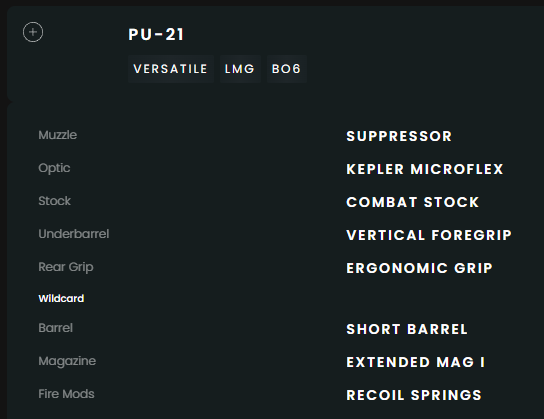 PU-21
VERSATILE LMG BO6
Muzzle SUPPRESSOR
Optic KEPLER MICROFLEX
Stock COMBAT STOCK
Underbarrel VERTICAL FOREGRIP
Rear Grip ERGONOMIC GRIP
Wildcard
Barrel SHORT BARREL
Magazine EXTENDED MAG I
Fire Mods RECOIL SPRINGS